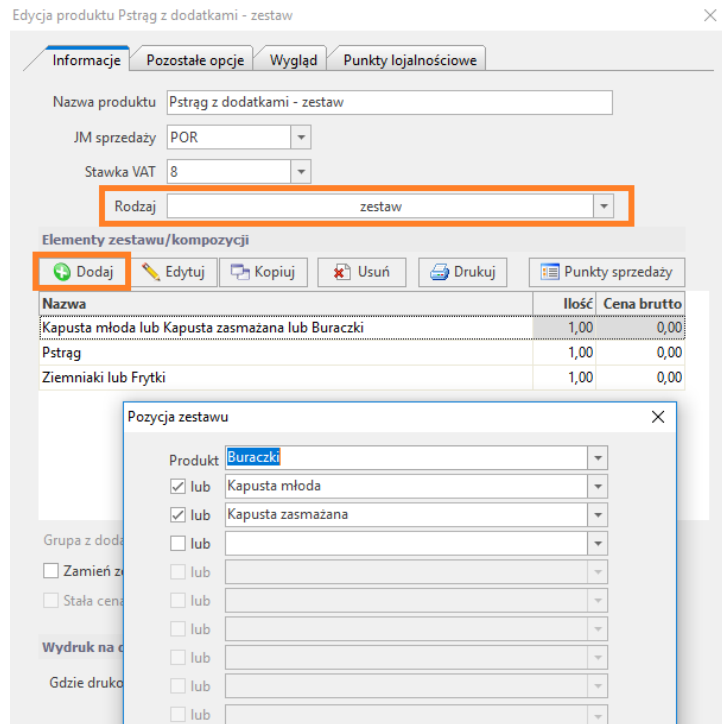 Edycja produktu Pstrąg z dodatkami - zestaw
Informacje Pozostałe opcje Wygląd Punkty lojalnościowe
Nazwa produktu Pstrąg z dodatkami - zestaw
JM sprzedaży POR
Stawka VAT 8
Rodzaj zestaw
Elementy zestawu/kompozycji
Dodaj Edytuj Kopiuj Usuń Drukuj Punkty sprzedaży
Nazwa Ilość Cena brutto
Kapusta młoda lub Kapusta zasmażana lub Buraczki 1,00 0,00
Pstrąg 1,00 0,00
Ziemniaki lub Frytki 1,00 0,00
Pozycja zestawu
Produkt Buraczki
lub Kapusta młoda
lub Kapusta zasmażana
Grupa z doda
lub
Zamień ze
lub
Stała cena
lub
lub
Wydruk na
lub
Gdzie druko
lub
lub